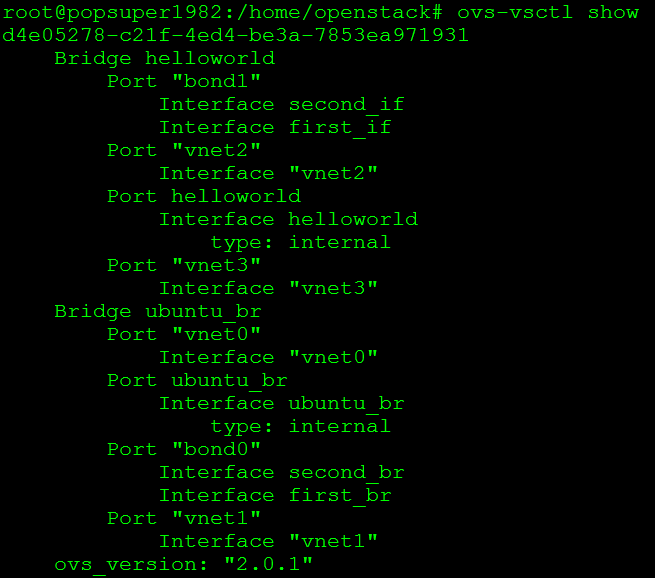 root@popsuper1982:/home/openstack# ovs-vsctl show
d4e05278-c21f-4ed4-be3a-7853ea971931
    Bridge helloworld
        Port "bond1"
            Interface second_if
            Interface first_if
        Port "vnet2"
            Interface "vnet2"
        Port helloworld
            Interface helloworld
                type: internal
        Port "vnet3"
            Interface "vnet3"
    Bridge ubuntu_br
        Port "vnet0"
            Interface "vnet0"
        Port ubuntu_br
            Interface ubuntu_br
                type: internal
        Port "bond0"
            Interface second_br
            Interface first_br
        Port "vnet1"
            Interface "vnet1"
    ovs_version: "2.0.1"